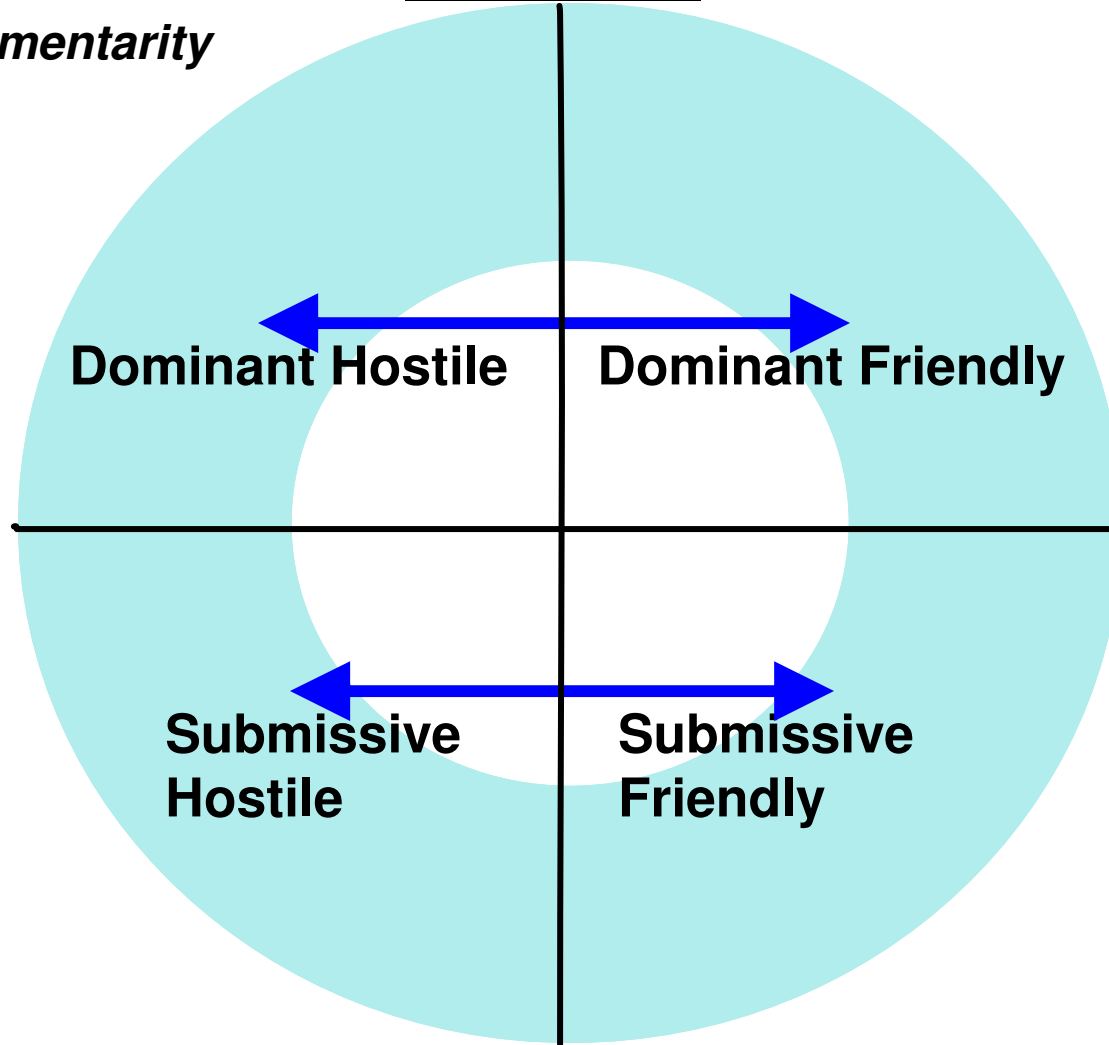 mentarity
Dominant Hostile
Dominant Friendly
Submissive
Hostile
Submissive
Friendly